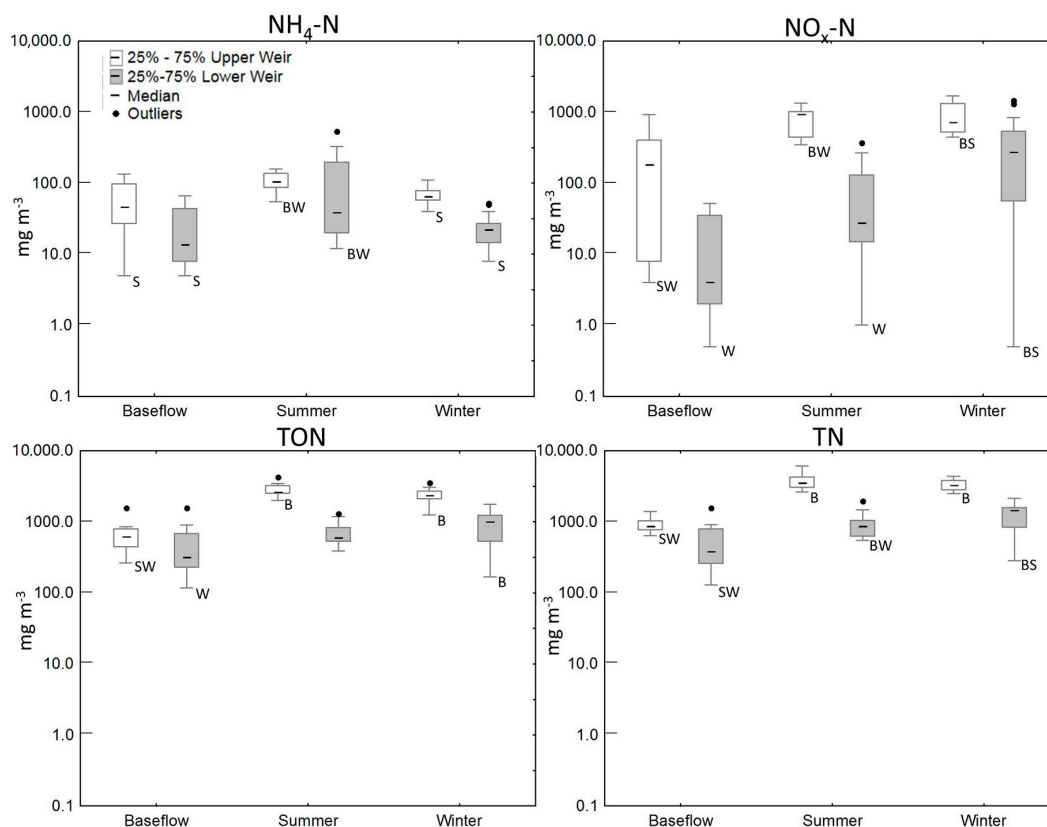 NH4-N
10,000.0
1000.0
100.0
10.0
1.0
0.1
mg m-3
25% - 75% Upper Weir
25%-75% Lower Weir
Median
Outliers
S
S
BW
BW
S
S
Baseflow
Summer
Winter
NOx-N
10,000.0
1000.0
100.0
10.0
1.0
0.1
mg m-3
SW
W
BW
W
BS
BS
Baseflow
Summer
Winter
TON
10,000.0
1000.0
100.0
10.0
1.0
0.1
mg m-3
SW
W
B
B
B
Baseflow
Summer
Winter
TN
10,000.0
1000.0
100.0
10.0
1.0
0.1
mg m-3
SW
SW
B
BW
B
BS
Baseflow
Summer
Winter